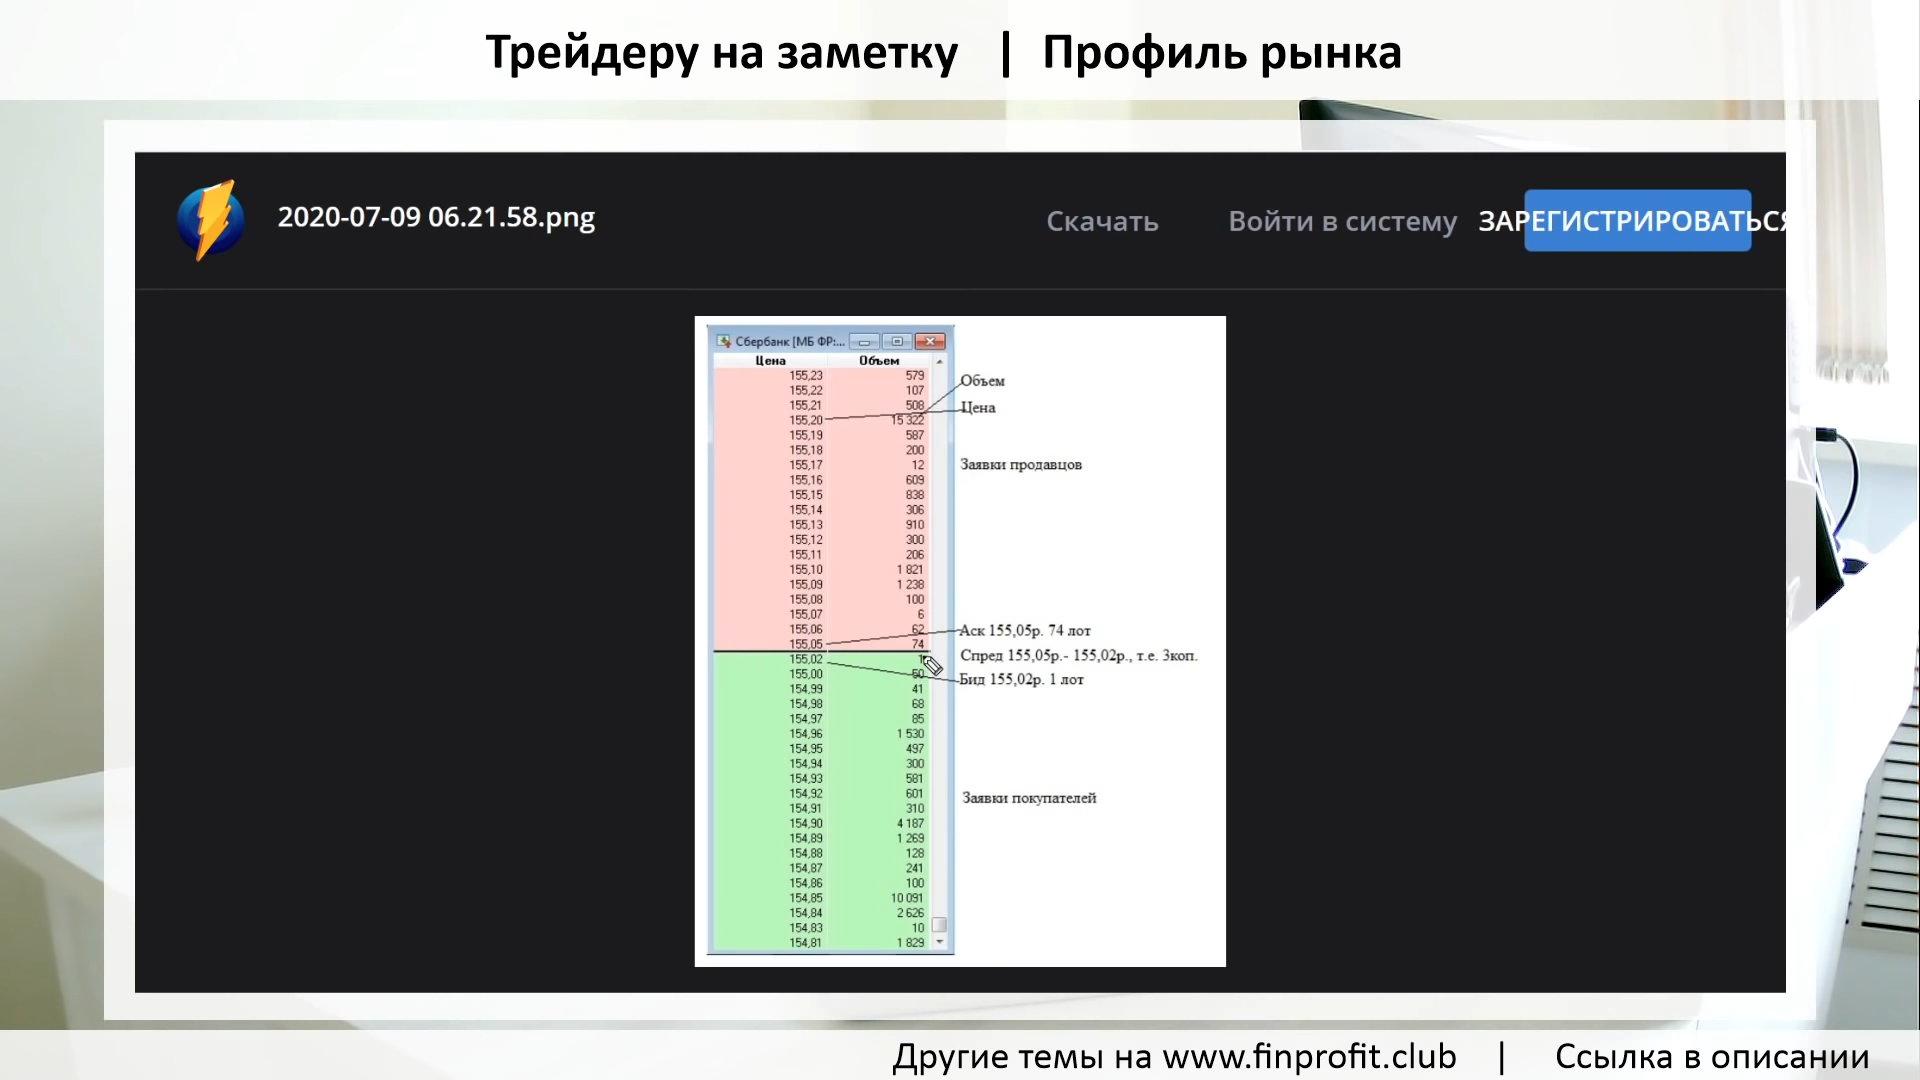 Трейдеру на заметку | Профиль рынка
2020-07-09 06.21.58.png
Скачать Войти в систему ЗАРЕГИСТРИРОВАТЬСЯ
Сбербанк [МБ ФР:...
Цена Объем
155,23 579
155,22 107
155,21 508
155,20 15 322
155,19 587
155,18 200
155,17 12
155,16 609
155,15 838
155,14 306
155,13 910
155,12 300
155,11 206
155,10 1 821
155,09 1 238
155,08 100
155,07 6
155,06 62
155,05 74
155,02 1
155,00 50
154,99 41
154,98 68
154,97 85
154,96 1 530
154,95 497
154,94 300
154,93 581
154,92 601
154,91 310
154,90 4 187
154,89 1 269
154,88 128
154,87 241
154,86 100
154,85 10 091
154,84 2 626
154,83 10
154,81 1 829
Объем
Цена
Заявки продавцов
Аск 155,05р. 74 лот
Спред 155,05р.- 155,02р., т.е. 3коп.
Бид 155,02р. 1 лот
Заявки покупателей
Другие темы на www.finprofit.club | Ссылка в описании